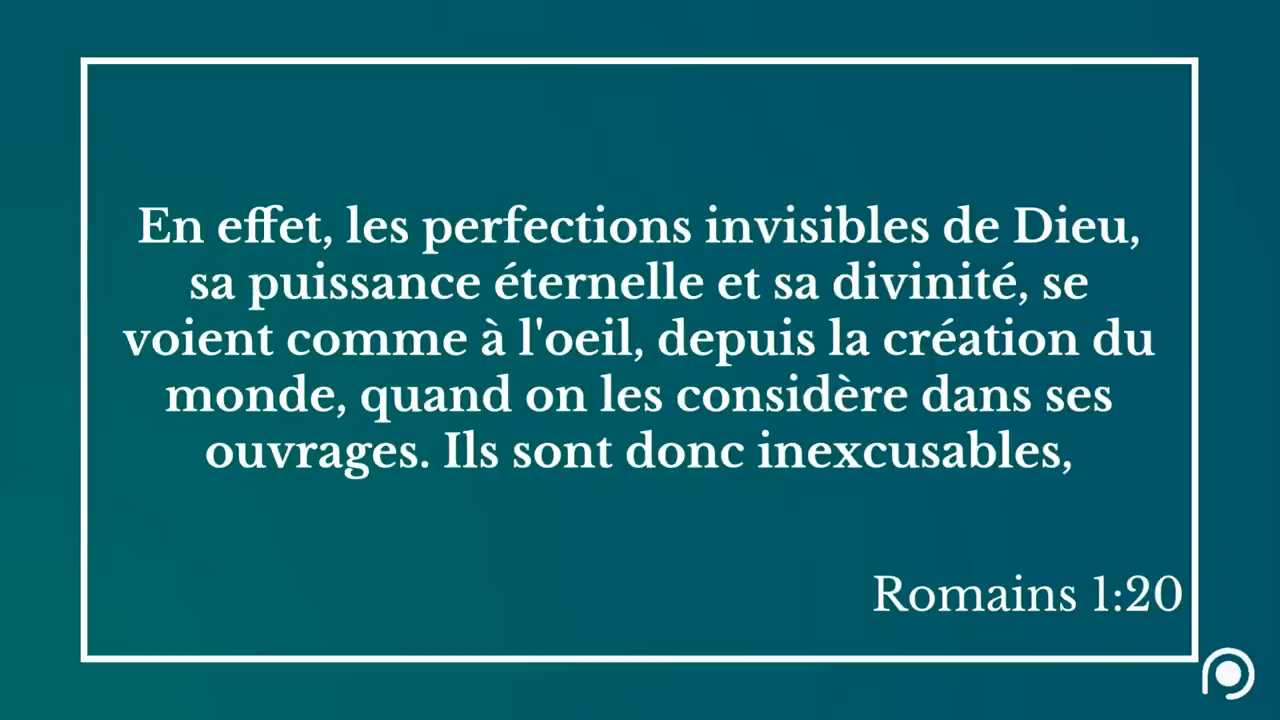 En effet, les perfections invisibles de Dieu,
sa puissance éternelle et sa divinité, se
voient comme à l'oeil, depuis la création du
monde, quand on les considère dans ses
ouvrages. Ils sont donc inexcusables,
Romains 1:20